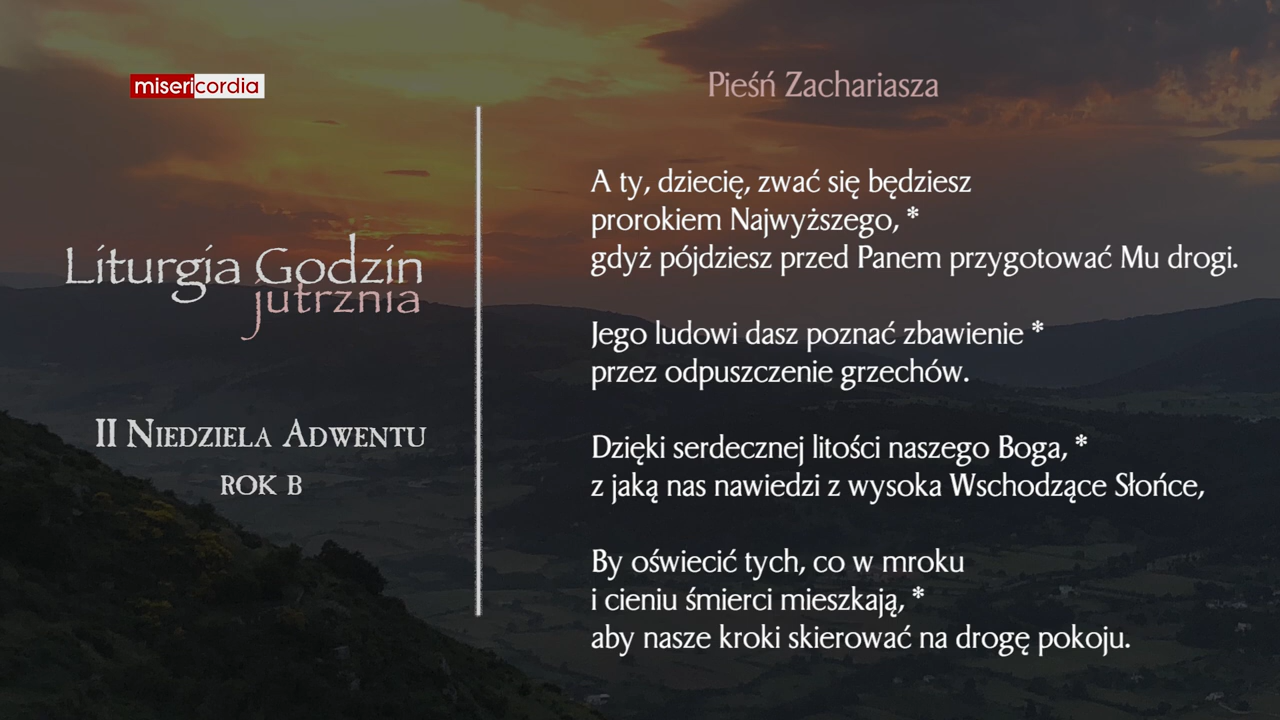 misericordia
Liturgia Godzin
jutrznia
II Niedziela Adwentu
rok B
Pieśń Zachariasza
A ty, dziecię, zwać się będziesz
prorokiem Najwyższego, *
gdyż pójdziesz przed Panem przygotować Mu drogi.
Jego ludowi dasz poznać zbawienie *
przez odpuszczenie grzechów.
Dzięki serdecznej litości naszego Boga, *
z jaką nas nawiedzi z wysoka Wschodzące Słońce,
By oświecić tych, co w mroku
i cieniu śmierci mieszkają, *
aby nasze kroki skierować na drogę pokoju.